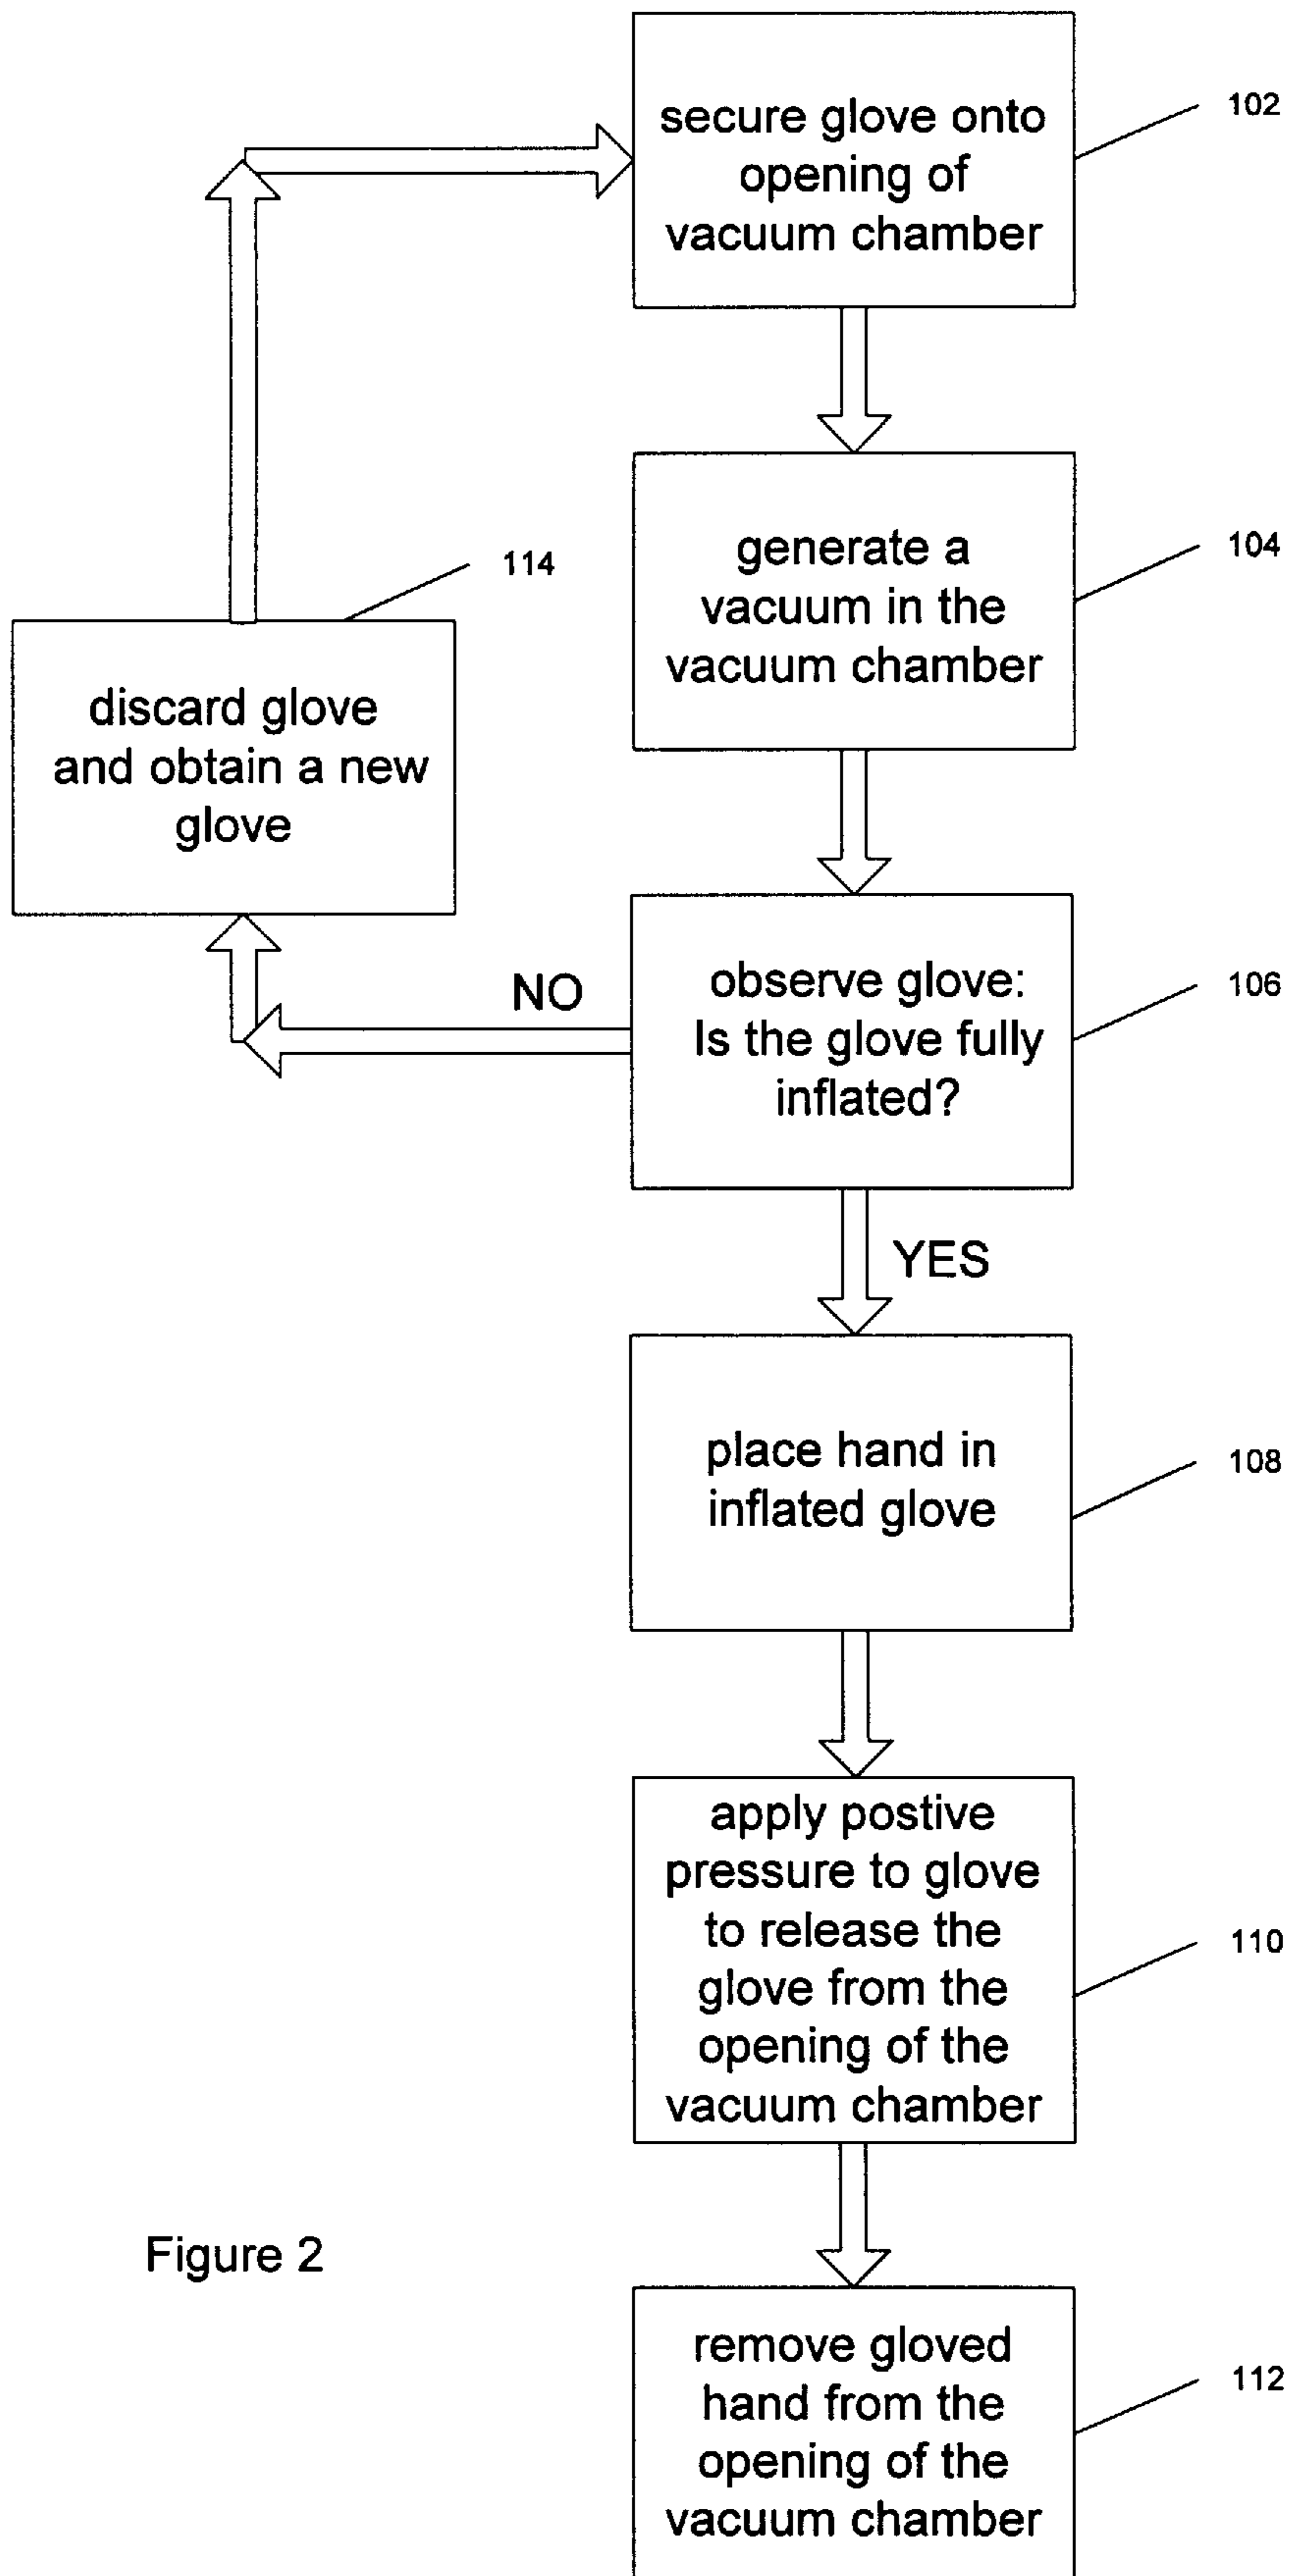 secure glove onto
opening of
vacuum chamber
102
generate a
vacuum in the
vacuum chamber
104
114
discard glove
and obtain a new
glove
NO
observe glove:
Is the glove fully
inflated?
106
YES
place hand in
inflated glove
108
apply postive
pressure to glove
to release the
glove from the
opening of the
vacuum chamber
110
Figure 2
remove gloved
hand from the
opening of the
vacuum chamber
112